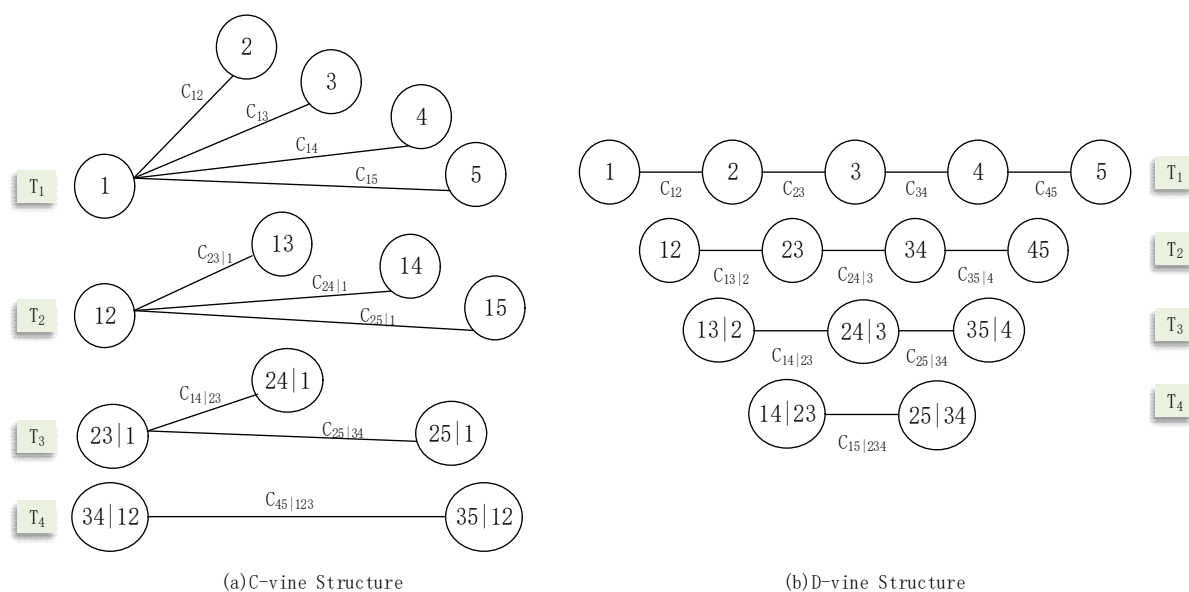 2
C₁₂
3
C₁₃
4
C₁₄
5
C₁₅
1
T₁
13
C₂₃|₁
14
C₂₄|₁
15
C₂₅|₁
12
T₂
24|1
C₁₄|₂₃
25|1
C₂₅|₃₄
23|1
T₃
34|12
C₄₅|₁₂₃
35|12
T₄
(a)C-vine Structure
1
C₁₂
2
C₂₃
3
C₃₄
4
C₄₅
5
T₁
12
C₁₃|₂
23
C₂₄|₃
34
C₃₅|₄
45
T₂
13|2
C₁₄|₂₃
24|3
C₂₅|₃₄
35|4
T₃
14|23
C₁₅|₂₃₄
25|34
T₄
(b)D-vine Structure